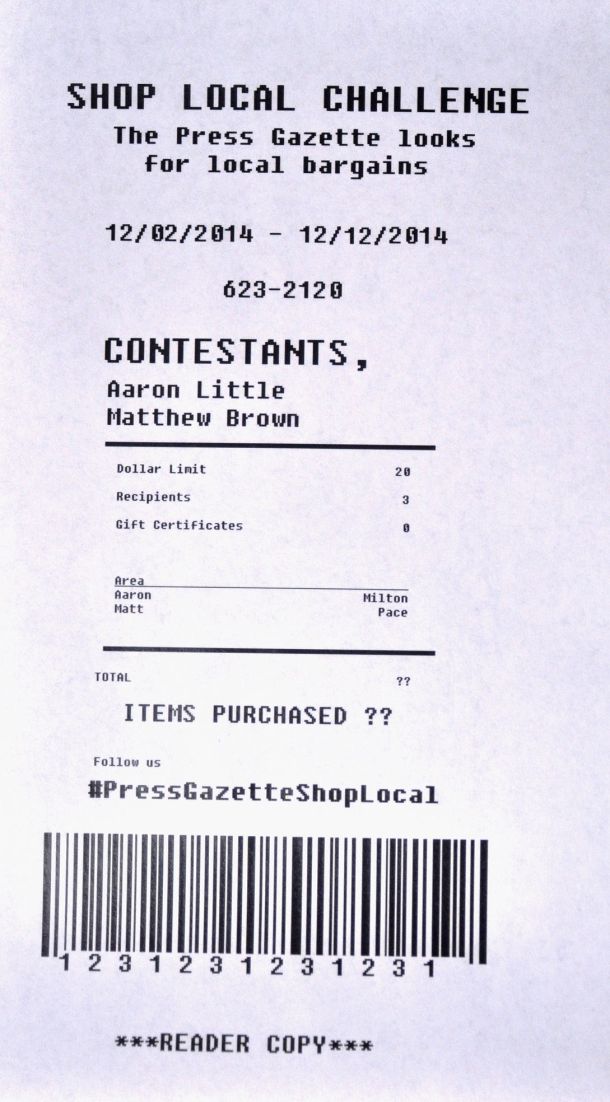 SHOP LOCAL CHALLENGE
The Press Gazette looks
for local bargains
12/02/2014 - 12/12/2014
623-2120
CONTESTANTS,
Aaron Little
Matthew Brown
Dollar Limit 20
Recipients 3
Gift Certificates 0
Area
Aaron Milton
Matt Pace
TOTAL ??
ITEMS PURCHASED ??
Follow us
#PressGazetteShopLocal
1 2 3 1 2 3 1 2 3 1 2 3 1
***READER COPY***